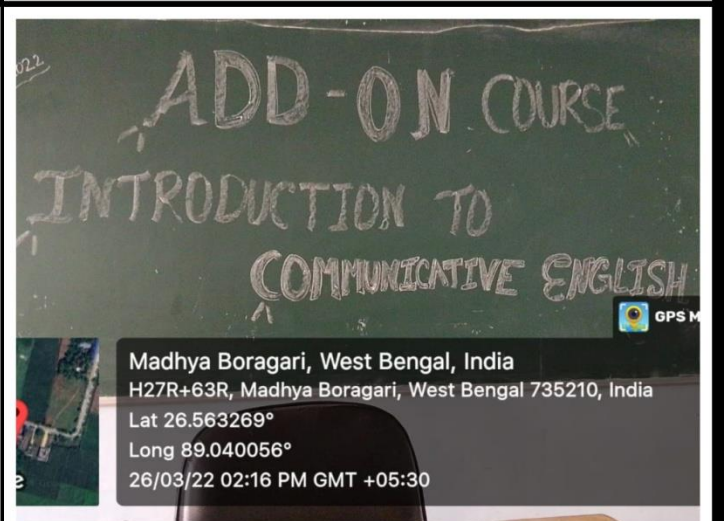 2022
ADD-ON COURSE
INTRODUCTION TO
COMMUNICATIVE ENGLISH
GPS M
Madhya Boragari, West Bengal, India
H27R+63R, Madhya Boragari, West Bengal 735210, India
Lat 26.563269°
Long 89.040056°
26/03/22 02:16 PM GMT +05:30
e